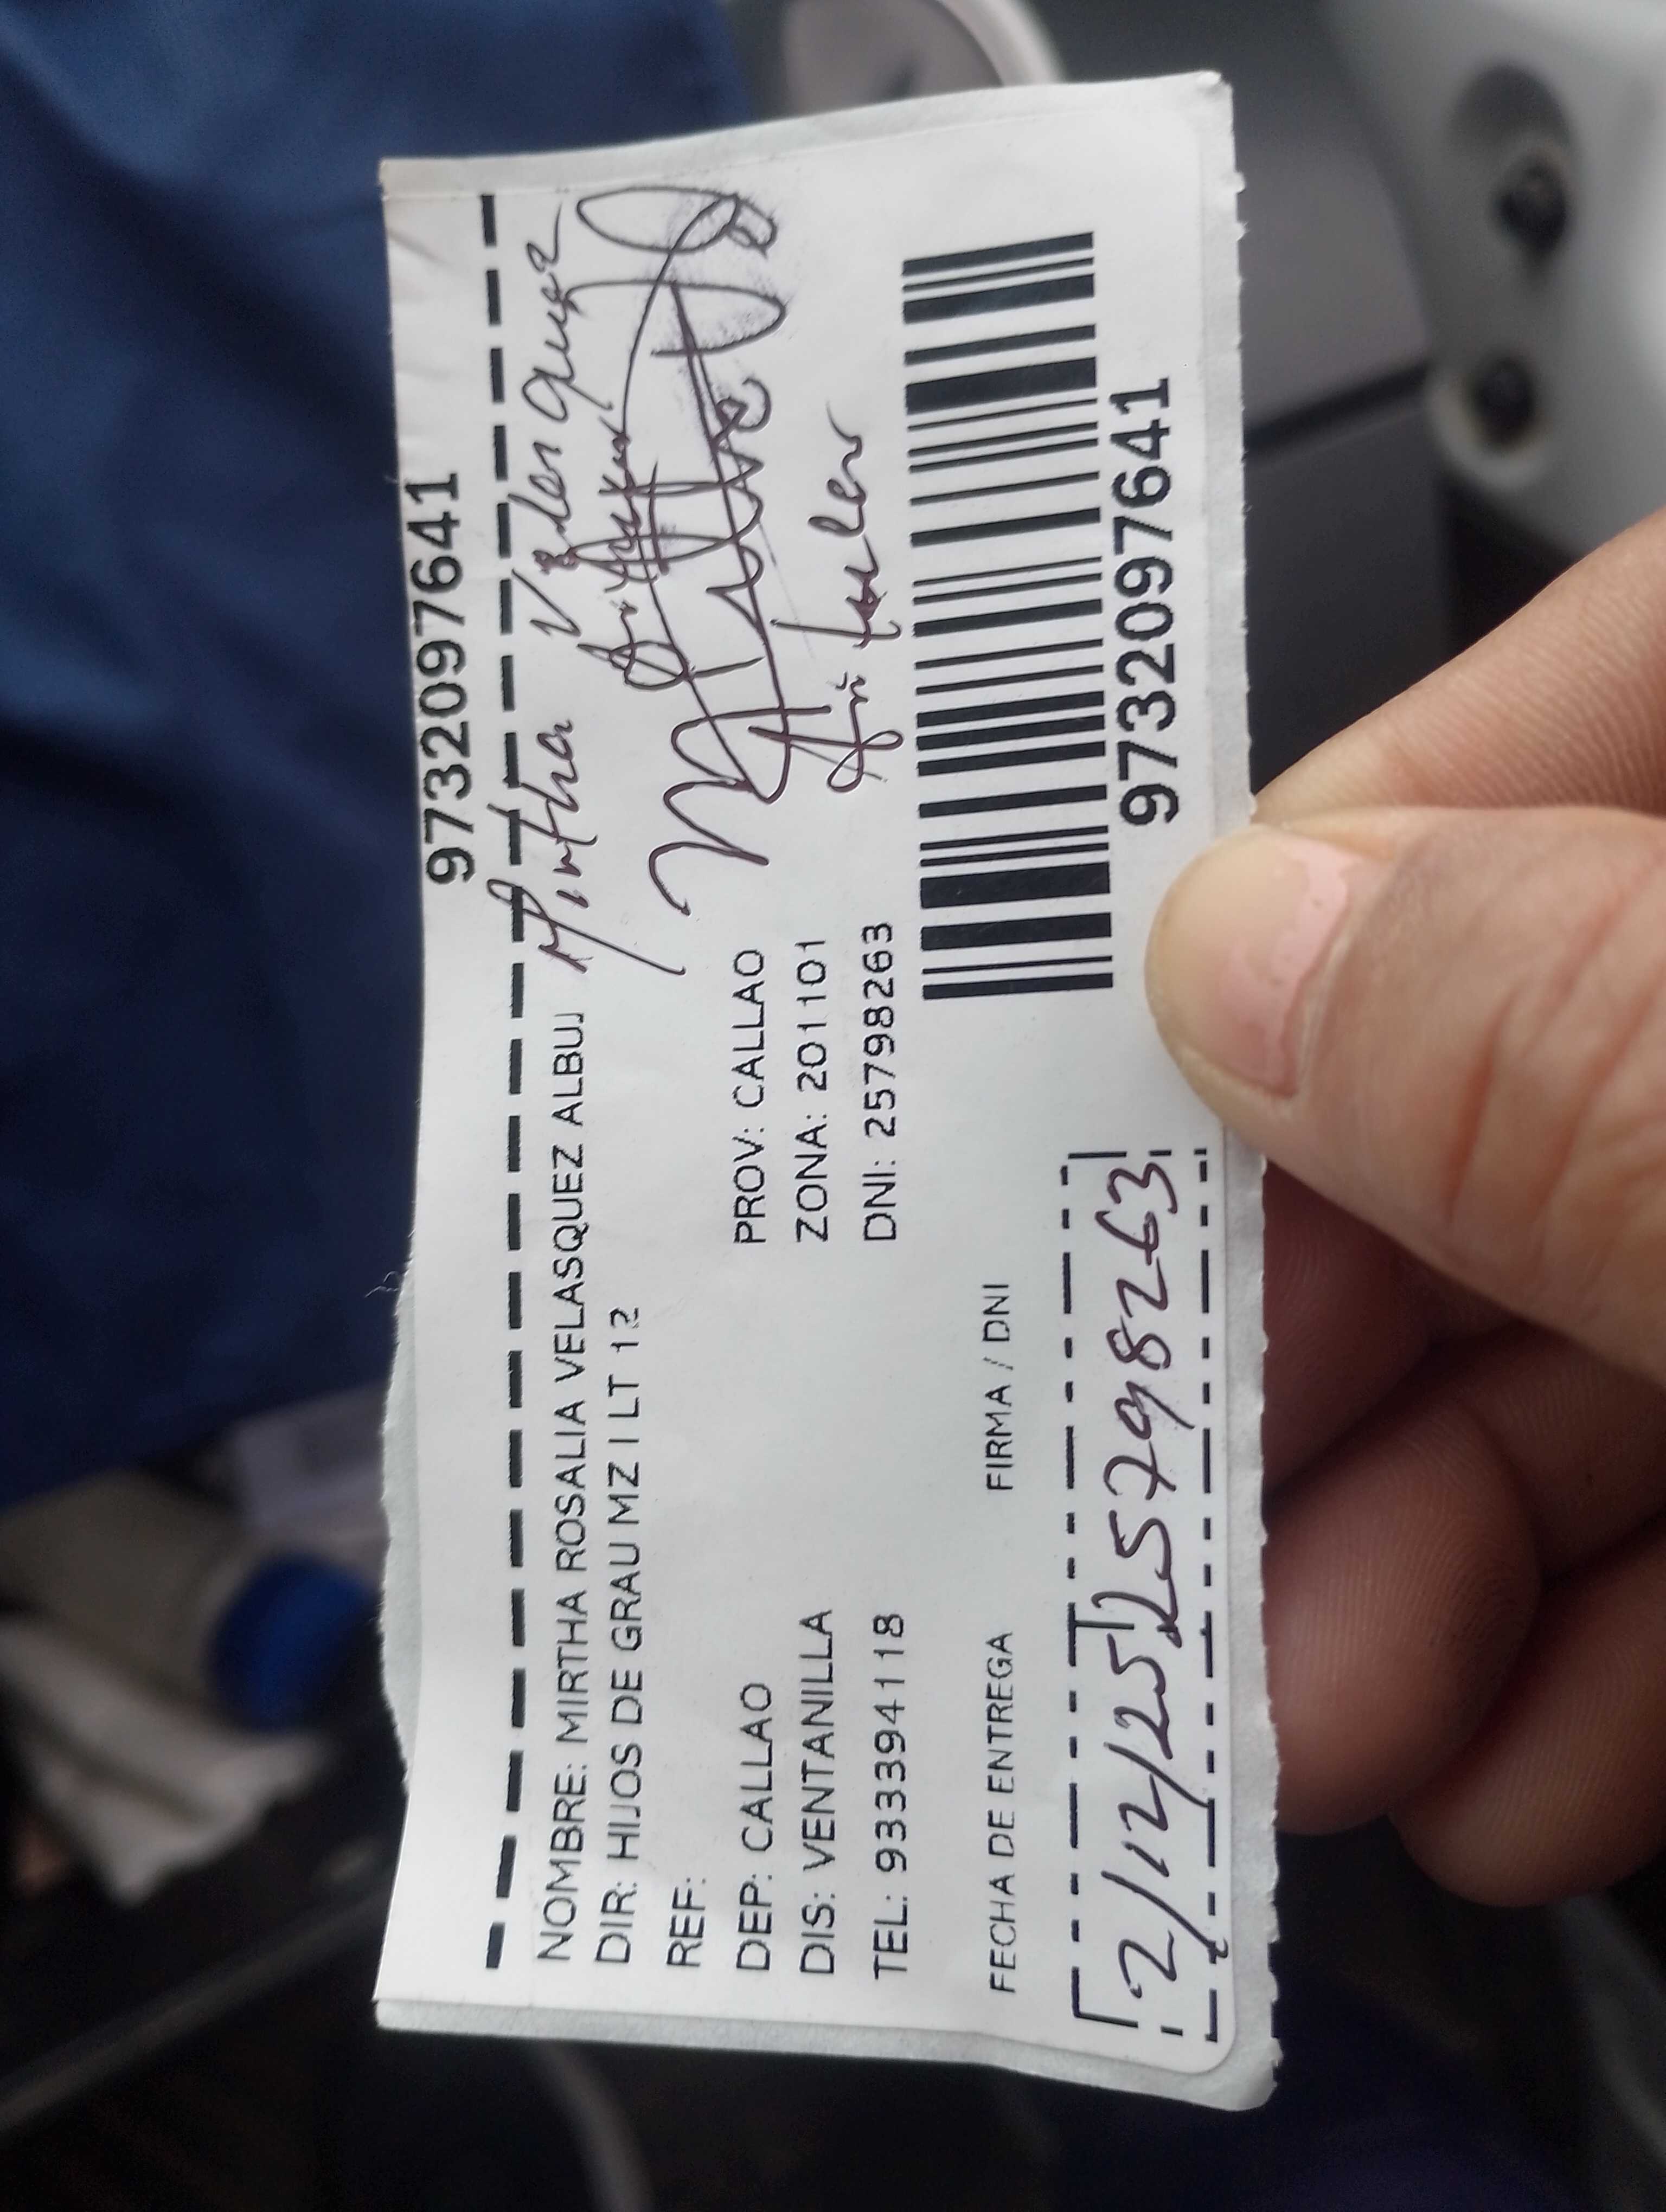 9732097641
NOMBRE: MIRTHA ROSALIA VELASQUEZ ALBUJ
Mirtha Velasquez
DIR: HIJOS DE GRAU MZ I LT 12
REF:
DEP: CALLAO PROV: CALLAO
DIS: VENTANILLA ZONA: 201101
TEL: 933394118 DNI: 25798263
FECHA DE ENTREGA FIRMA / DNI
2/12/25 25798263
9732097641